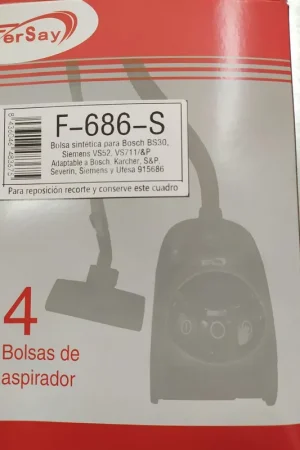 FerSay
F-686-S
Bolsa sintética para Bosch BS30,
Siemens VS52, VS711/&P
Adaptable a Bosch, Karcher, S&P,
Severin, Siemens y Ufesa 915686
Para reposición recorte y conserve este cuadro
4
Bolsas de
aspirador